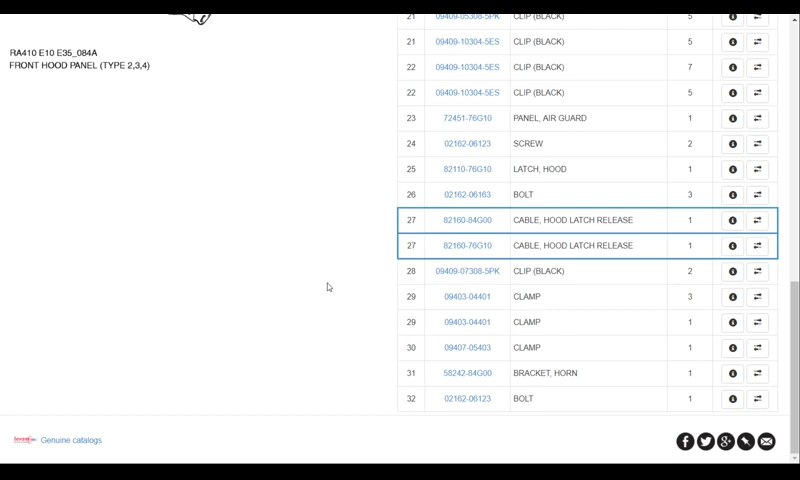 RA410 E10 E35_084A
FRONT HOOD PANEL (TYPE 2,3,4)
21 09409-05308-5PK CLIP (BLACK) 5
21 09409-10304-5ES CLIP (BLACK) 5
22 09409-10304-5ES CLIP (BLACK) 7
22 09409-10304-5ES CLIP (BLACK) 5
23 72451-76G10 PANEL, AIR GUARD 1
24 02162-06123 SCREW 2
25 82110-76G10 LATCH, HOOD 1
26 02162-06163 BOLT 3
27 82160-84G00 CABLE, HOOD LATCH RELEASE 1
27 82160-76G10 CABLE, HOOD LATCH RELEASE 1
28 09409-07308-5PK CLIP (BLACK) 2
29 09403-04401 CLAMP 3
29 09403-04401 CLAMP 1
30 09407-05403 CLAMP 1
31 58242-84G00 BRACKET, HORN 1
32 02162-06123 BOLT 1
Genuine catalogs